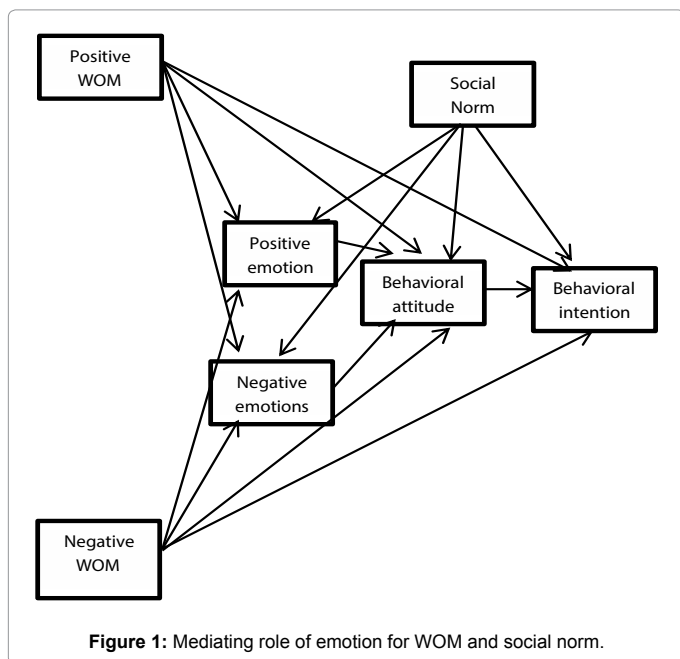 Positive
WOM
Social
Norm
Positive
emotion
Behavioral
attitude
Behavioral
intention
Negative
emotions
Negative
WOM
Figure 1: Mediating role of emotion for WOM and social norm.